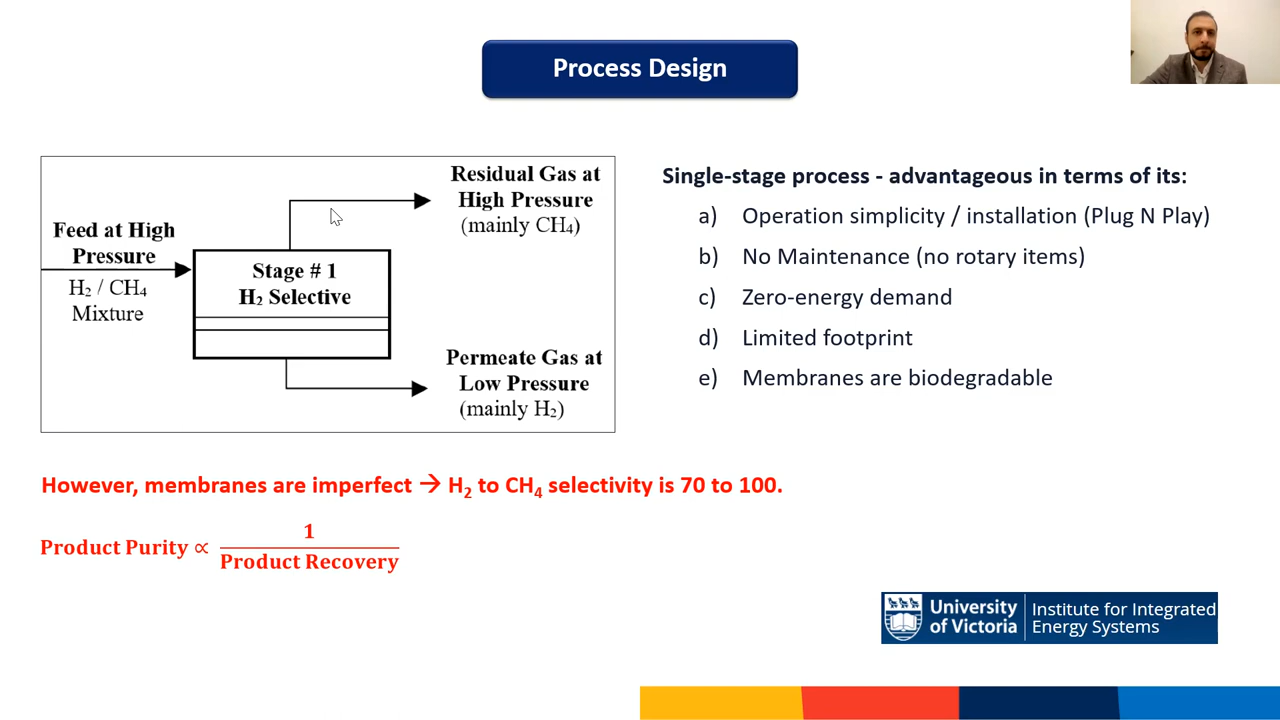 Process Design
Feed at High
Pressure
H₂ / CH₄
Mixture
Stage # 1
H₂ Selective
Residual Gas at
High Pressure
(mainly CH₄)
Permeate Gas at
Low Pressure
(mainly H₂)
Single-stage process - advantageous in terms of its:
a) Operation simplicity / installation (Plug N Play)
b) No Maintenance (no rotary items)
c) Zero-energy demand
d) Limited footprint
e) Membranes are biodegradable
However, membranes are imperfect → H₂ to CH₄ selectivity is 70 to 100.
Product Purity ∝ 1 / Product Recovery
University
of Victoria
Institute for Integrated
Energy Systems